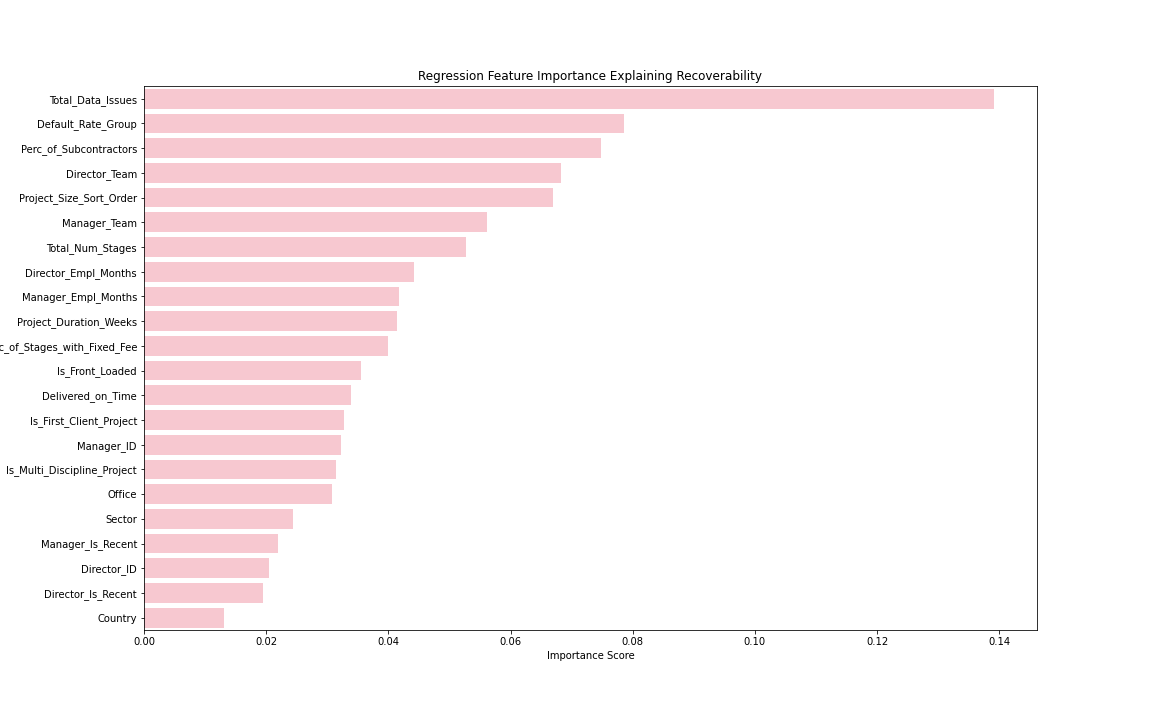 Regression Feature Importance Explaining Recoverability
Total_Data_Issues
Default_Rate_Group
Perc_of_Subcontractors
Director_Team
Project_Size_Sort_Order
Manager_Team
Total_Num_Stages
Director_Empl_Months
Manager_Empl_Months
Project_Duration_Weeks
c_of_Stages_with_Fixed_Fee
Is_Front_Loaded
Delivered_on_Time
Is_First_Client_Project
Manager_ID
Is_Multi_Discipline_Project
Office
Sector
Manager_Is_Recent
Director_ID
Director_Is_Recent
Country
0.00 0.02 0.04 0.06 0.08 0.10 0.12 0.14
Importance Score